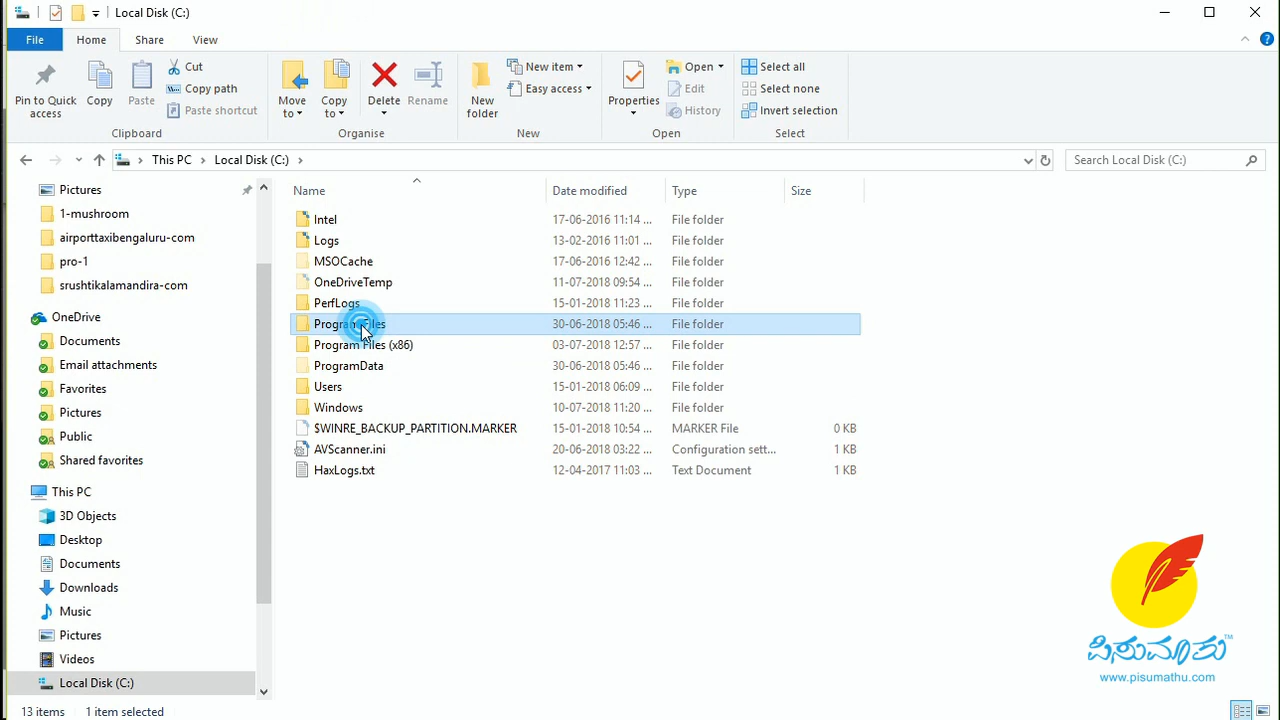 Local Disk (C:)
File Home Share View
Pin to Quick access
Copy
Paste
Cut
Copy path
Paste shortcut
Clipboard
Move to
Copy to
Delete
Rename
Organise
New folder
New item
Easy access
New
Properties
Open
Edit
History
Open
Select all
Select none
Invert selection
Select
This PC Local Disk (C:)
Search Local Disk (C:)
Pictures
1-mushroom
airporttaxibengaluru-com
pro-1
srushtikalamandira-com
OneDrive
Documents
Email attachments
Favorites
Pictures
Public
Shared favorites
This PC
3D Objects
Desktop
Documents
Downloads
Music
Pictures
Videos
Local Disk (C:)
Name Date modified Type Size
Intel 17-06-2016 11:14 ... File folder
Logs 13-02-2016 11:01 ... File folder
MSOCache 17-06-2016 12:42 ... File folder
OneDriveTemp 11-07-2018 09:54 ... File folder
PerfLogs 15-01-2018 11:23 ... File folder
Program Files 30-06-2018 05:46 ... File folder
Program Files (x86) 03-07-2018 12:57 ... File folder
ProgramData 30-06-2018 05:46 ... File folder
Users 15-01-2018 06:09 ... File folder
Windows 10-07-2018 11:20 ... File folder
$WINRE_BACKUP_PARTITION.MARKER 15-01-2018 10:54 ... MARKER File 0 KB
AVScanner.ini 20-06-2018 03:22 ... Configuration sett... 1 KB
HaxLogs.txt 12-04-2017 11:03 ... Text Document 1 KB
ಪಿಸುಮಾತು™
www.pisumathu.com
13 items 1 item selected